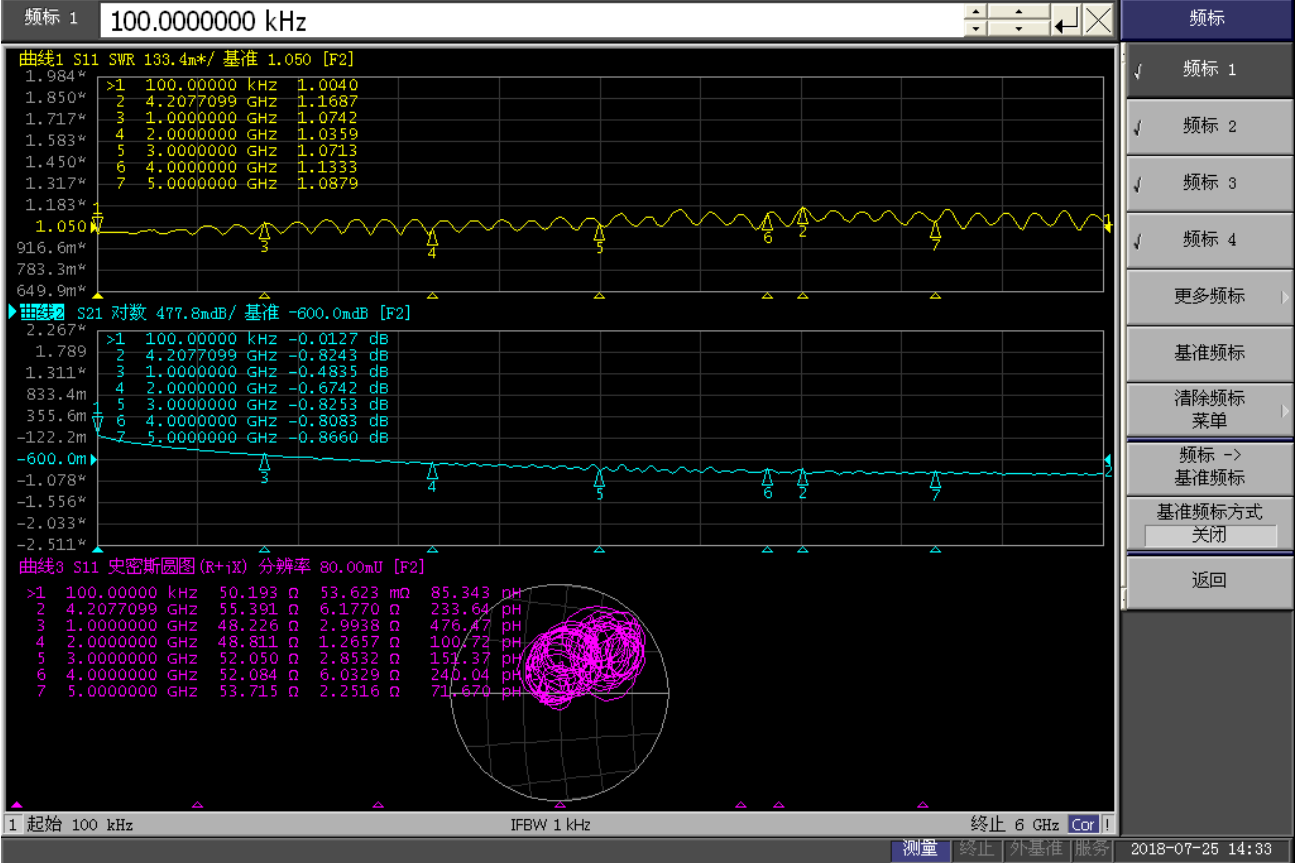 频标 1 100.0000000 kHz
曲线1 S11 SWR 133.4m*/ 基准 1.050 [F2]
1.984*
1.850*
1.717*
1.583*
1.450*
1.317*
1.183*
1.050
916.6m*
783.3m*
649.9m*
>1 100.00000 kHz 1.0040
2 4.2077099 GHz 1.1687
3 1.0000000 GHz 1.0742
4 2.0000000 GHz 1.0359
5 3.0000000 GHz 1.0713
6 4.0000000 GHz 1.1333
7 5.0000000 GHz 1.0879
1
3
4
5
6
2
7
1
曲线2 S21 对数 477.8mdB/ 基准 -600.0mdB [F2]
2.267*
1.789
1.311*
833.4m
355.6m
-122.2m
-600.0m
-1.078*
-1.556*
-2.033*
-2.511*
>1 100.00000 kHz -0.0127 dB
2 4.2077099 GHz -0.8243 dB
3 1.0000000 GHz -0.4835 dB
4 2.0000000 GHz -0.6742 dB
5 3.0000000 GHz -0.8253 dB
6 4.0000000 GHz -0.8083 dB
7 5.0000000 GHz -0.8660 dB
1
3
4
5
6
2
7
2
曲线3 S11 史密斯圆图(R+jX) 分辨率 80.00mU [F2]
>1 100.00000 kHz 50.193 Ω 53.623 mΩ 85.343 nH
2 4.2077099 GHz 55.391 Ω 6.1770 Ω 233.64 pH
3 1.0000000 GHz 48.226 Ω 2.9938 Ω 476.47 pH
4 2.0000000 GHz 48.811 Ω 1.2657 Ω 100.72 pH
5 3.0000000 GHz 52.050 Ω 2.8532 Ω 151.37 pH
6 4.0000000 GHz 52.084 Ω 6.0329 Ω 240.04 pH
7 5.0000000 GHz 53.715 Ω 2.2516 Ω 71.670 pH
1 起始 100 kHz
IFBW 1 kHz
终止 6 GHz Cor !
频标
√ 频标 1
√ 频标 2
√ 频标 3
√ 频标 4
更多频标
基准频标
清除频标
菜单
频标 ->
基准频标
基准频标方式
关闭
返回
测量 终止 外基准 服务 2018-07-25 14:33